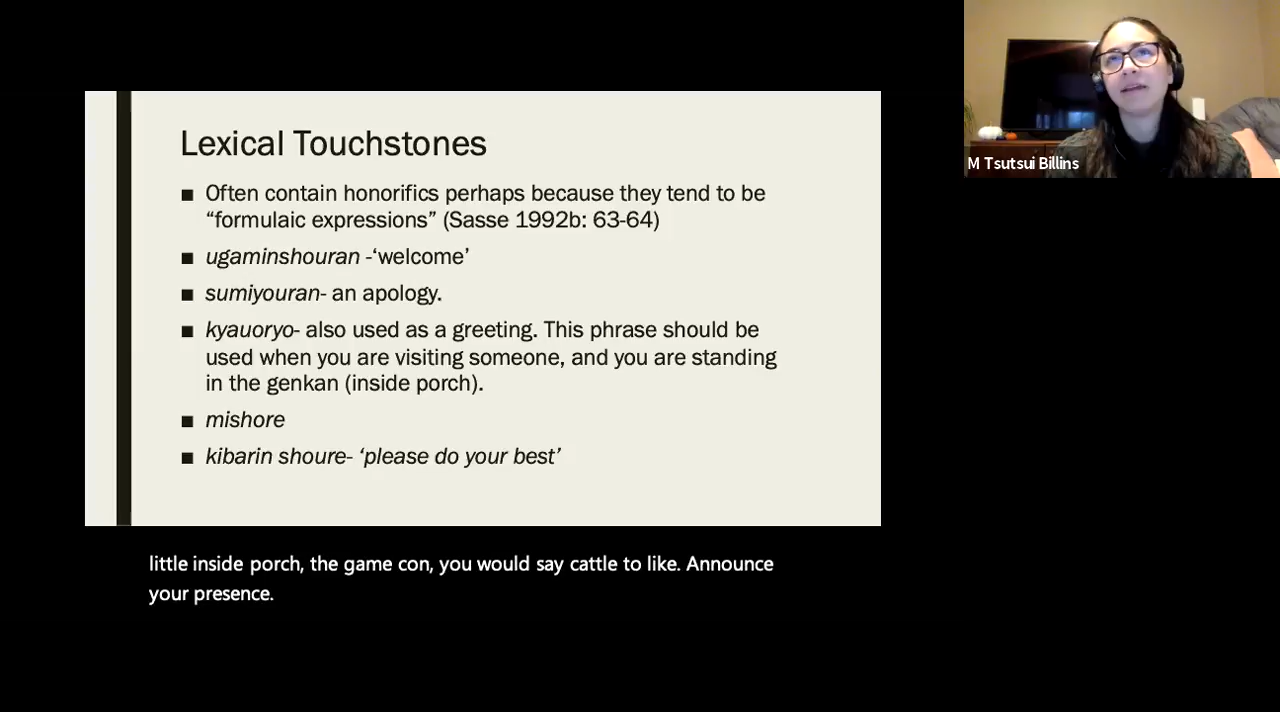 Lexical Touchstones
■ Often contain honorifics perhaps because they tend to be
“formulaic expressions” (Sasse 1992b: 63-64)
■ ugaminshouran -‘welcome’
■ sumiyouran- an apology.
■ kyauoryo- also used as a greeting. This phrase should be
used when you are visiting someone, and you are standing
in the genkan (inside porch).
■ mishore
■ kibarin shoure- ‘please do your best’
M Tsutsui Billins
little inside porch, the game con, you would say cattle to like. Announce
your presence.